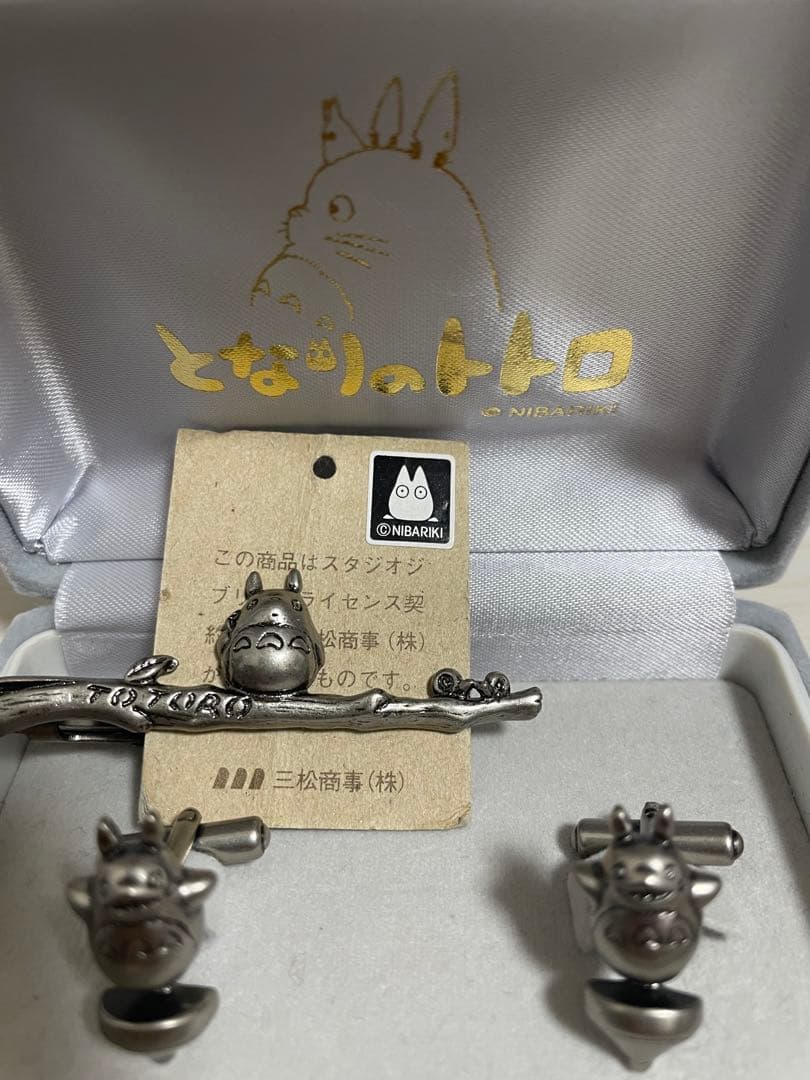 となりのトトロ
© NIBARIKI
© NIBARIKI
この商品はスタジオジ
ブリ ライセンス契
松商事(株)
ものです。
TOTORO
三松商事(株)